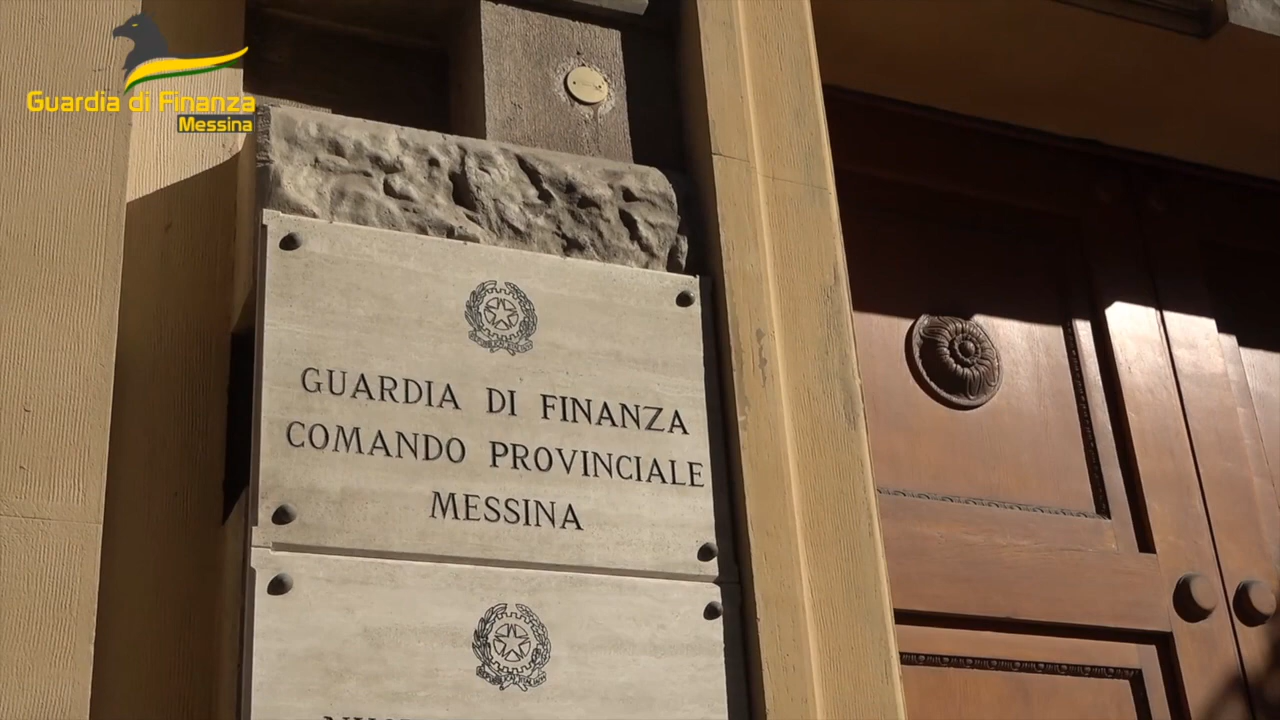 Guardia di Finanza
Messina
GUARDIA DI FINANZA
COMANDO PROVINCIALE
MESSINA